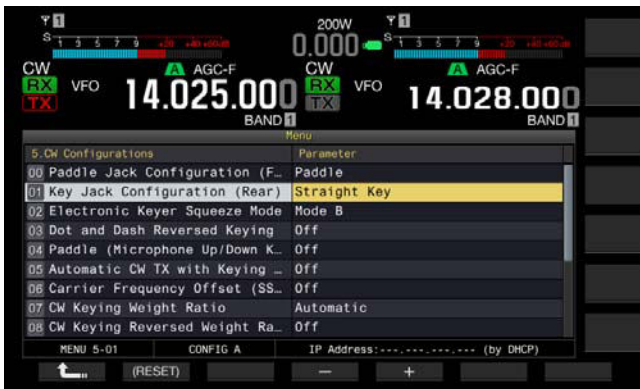 1 200W 1
S 1 3 5 7 9 +20 +40 +60dB 0.000 S 1 3 5 7 9 +20 +40 +60dB
CW A AGC-F CW A AGC-F
RX TX VFO 14.025.000 RX TX VFO 14.028.000
BAND 1 BAND 1
Menu
5.CW Configurations Parameter
00 Paddle Jack Configuration (F… Paddle
01 Key Jack Configuration (Rear) Straight Key
02 Electronic Keyer Squeeze Mode Mode B
03 Dot and Dash Reversed Keying Off
04 Paddle (Microphone Up/Down K… Off
05 Automatic CW TX with Keying … Off
06 Carrier Frequency Offset (SS… Off
07 CW Keying Weight Ratio Automatic
08 CW Keying Reversed Weight Ra… Off
MENU 5-01 CONFIG A IP Address:---.---.---.--- (by DHCP)
(RESET) − +